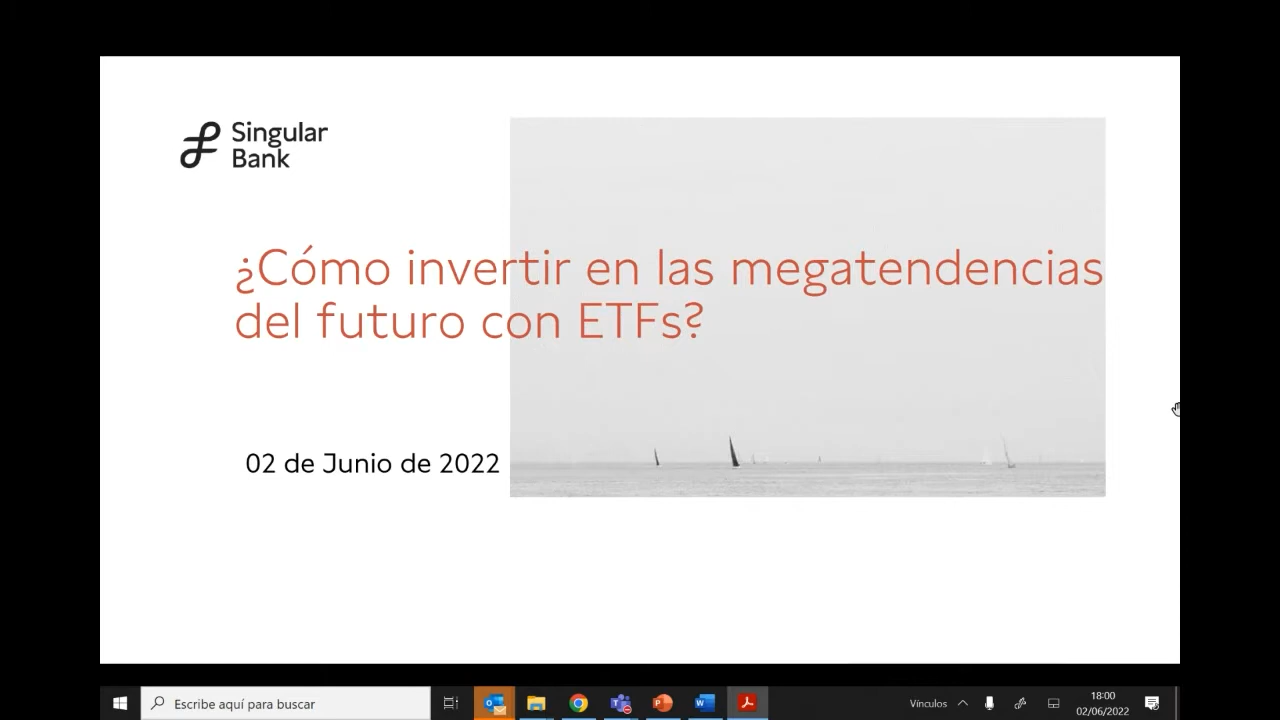 Singular
Bank
¿Cómo invertir en las megatendencias
del futuro con ETFs?
02 de Junio de 2022
Escribe aquí para buscar
Vínculos
18:00
02/06/2022